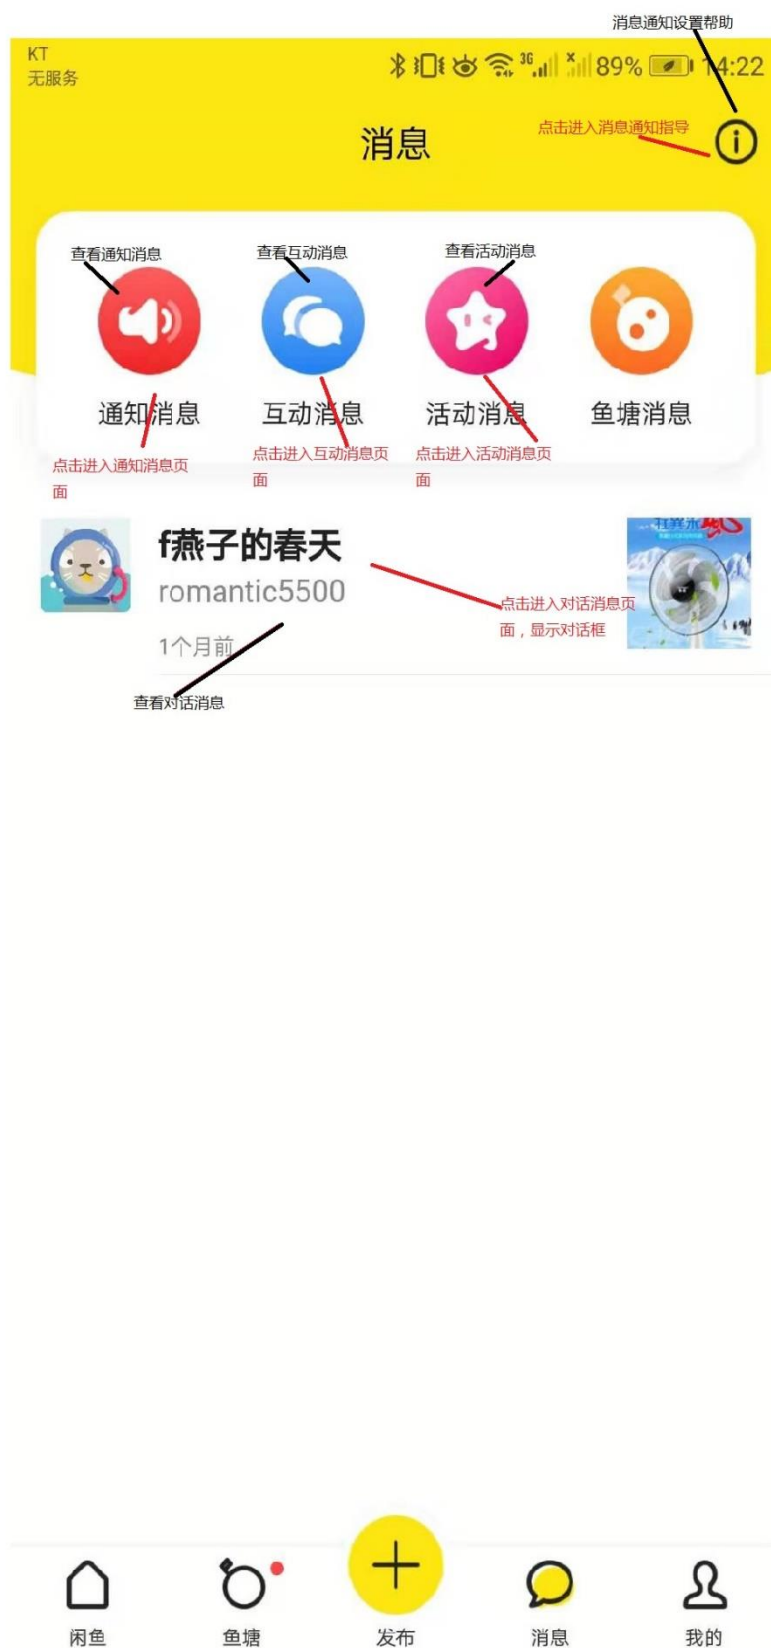 消息通知设置帮助
KT
无服务
3G 89% 14:22
消息
点击进入消息通知指导
查看通知消息
查看互动消息
查看活动消息
通知消息
互动消息
活动消息
鱼塘消息
点击进入通知消息页
面
点击进入互动消息页
面
点击进入活动消息页
面
f燕子的春天
romantic5500
1个月前
点击进入对话消息页
面，显示对话框
查看对话消息
闲鱼
鱼塘
发布
消息
我的